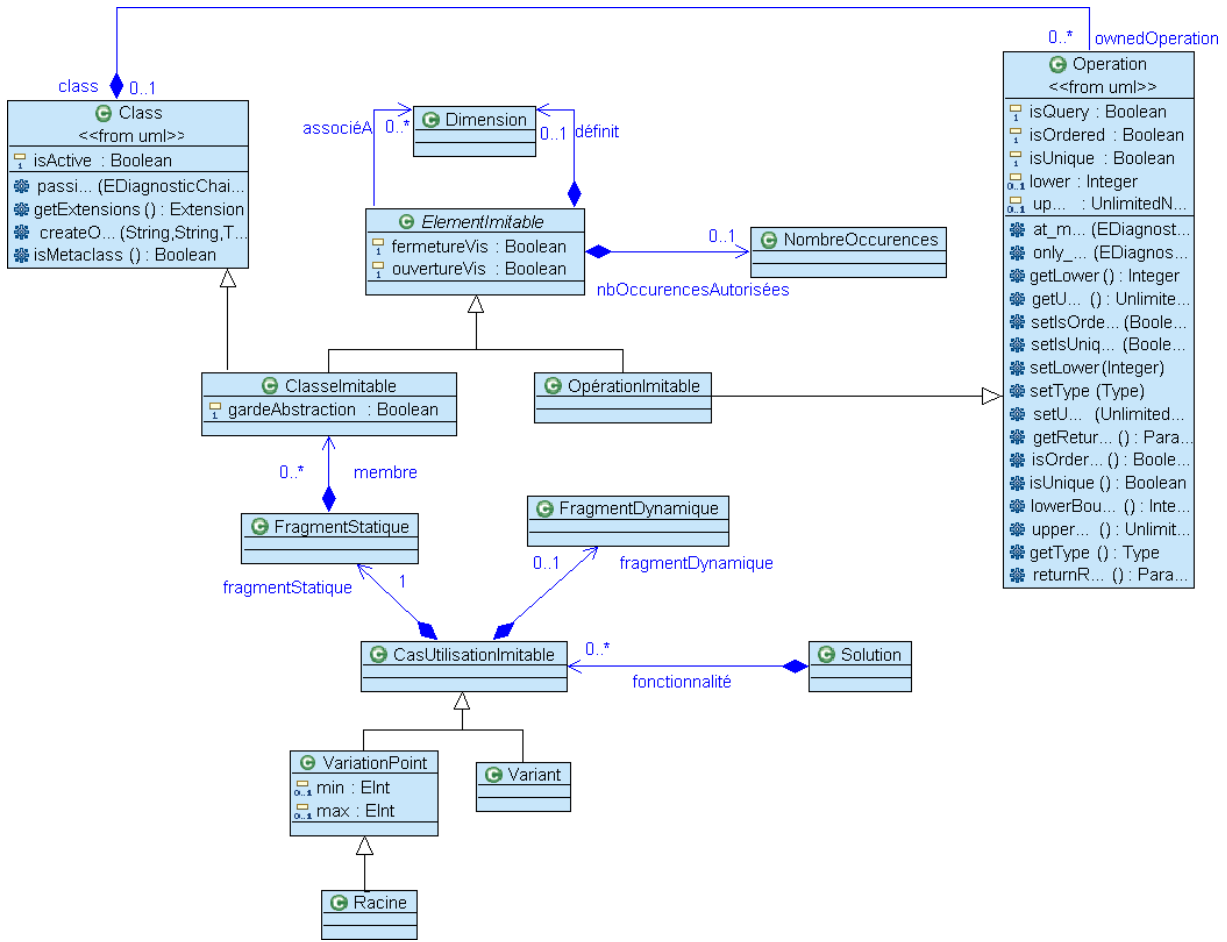 0..*
ownedOperation
class
0..1
Class
<<from uml>>
isActive : Boolean
passi... (EDiagnosticChai...
getExtensions () : Extension
createO... (String,String,T...
isMetaclass () : Boolean
associéA
0..*
Dimension
0..1
définit
ElementImitable
fermetureVis : Boolean
ouvertureVis : Boolean
0..1
nbOccurencesAutorisées
NombreOccurences
Operation
<<from uml>>
isQuery : Boolean
isOrdered : Boolean
isUnique : Boolean
lower : Integer
up... : UnlimitedN...
at_m... (EDiagnost...
only_... (EDiagnos...
getLower () : Integer
getU... () : Unlimite...
setIsOrde... (Boole...
setIsUniq... (Boole...
setLower (Integer)
setType (Type)
setU... (Unlimited...
getRetur... () : Para...
isOrder... () : Boole...
isUnique () : Boolean
lowerBou... () : Inte...
upper... () : Unlimit...
getType () : Type
returnR... () : Para...
ClasseImitable
gardeAbstraction : Boolean
OpérationImitable
0..*
membre
FragmentStatique
FragmentDynamique
fragmentStatique
1
0..1
fragmentDynamique
CasUtilisationImitable
0..*
fonctionnalité
Solution
VariationPoint
min : EInt
max : EInt
Variant
Racine